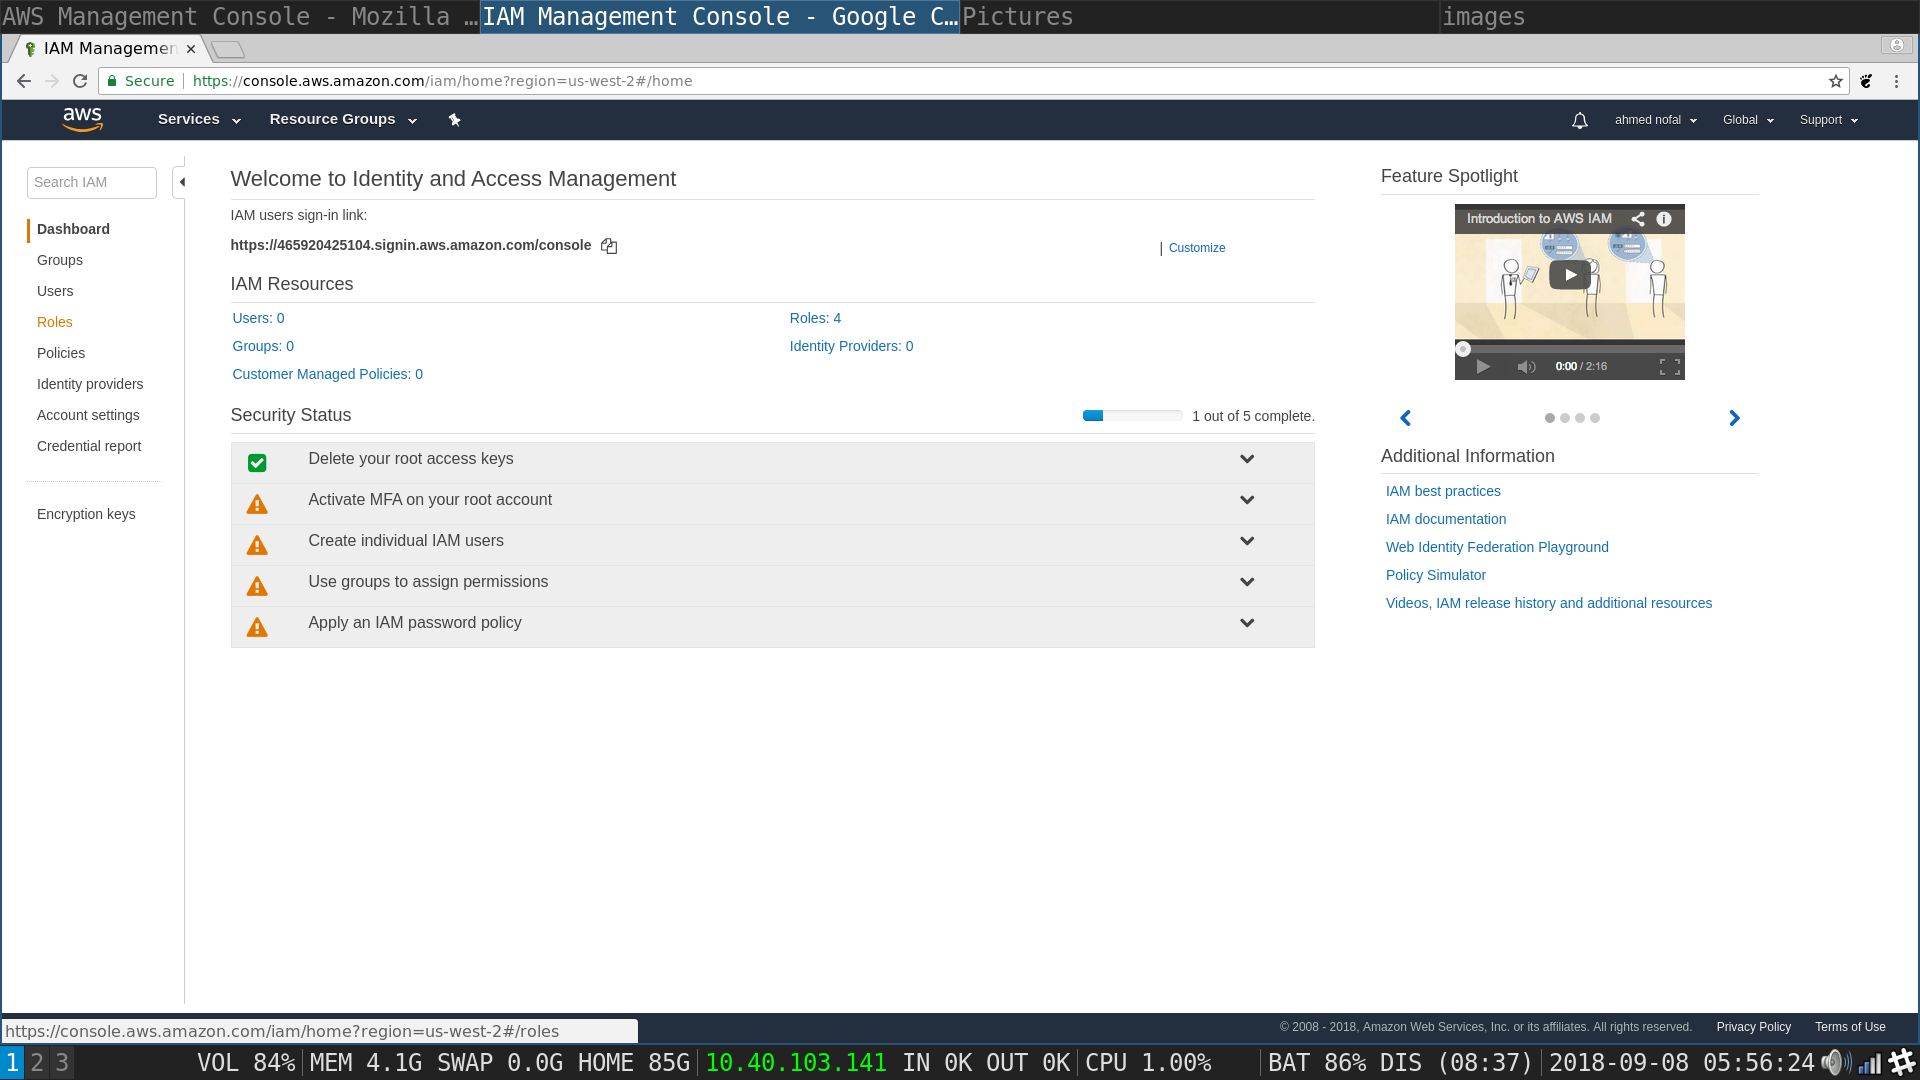 AWS Management Console - Mozilla …
IAM Management Console - Google C…
Pictures
images
IAM Managemen
Secure
https://console.aws.amazon.com/iam/home?region=us-west-2#/home
aws
Services
Resource Groups
ahmed nofal
Global
Support
Search IAM
Dashboard
Groups
Users
Roles
Policies
Identity providers
Account settings
Credential report
Encryption keys
Welcome to Identity and Access Management
IAM users sign-in link:
https://465920425104.signin.aws.amazon.com/console
| Customize
IAM Resources
Users: 0
Roles: 4
Groups: 0
Identity Providers: 0
Customer Managed Policies: 0
Security Status
1 out of 5 complete.
Delete your root access keys
Activate MFA on your root account
Create individual IAM users
Use groups to assign permissions
Apply an IAM password policy
Feature Spotlight
Introduction to AWS IAM
0:00 / 2:16
Additional Information
IAM best practices
IAM documentation
Web Identity Federation Playground
Policy Simulator
Videos, IAM release history and additional resources
https://console.aws.amazon.com/iam/home?region=us-west-2#/roles
© 2008 - 2018, Amazon Web Services, Inc. or its affiliates. All rights reserved.
Privacy Policy
Terms of Use
1 2 3
VOL 84% MEM 4.1G SWAP 0.0G HOME 85G 10.40.103.141 IN 0K OUT 0K CPU 1.00% BAT 86% DIS (08:37) 2018-09-08 05:56:24